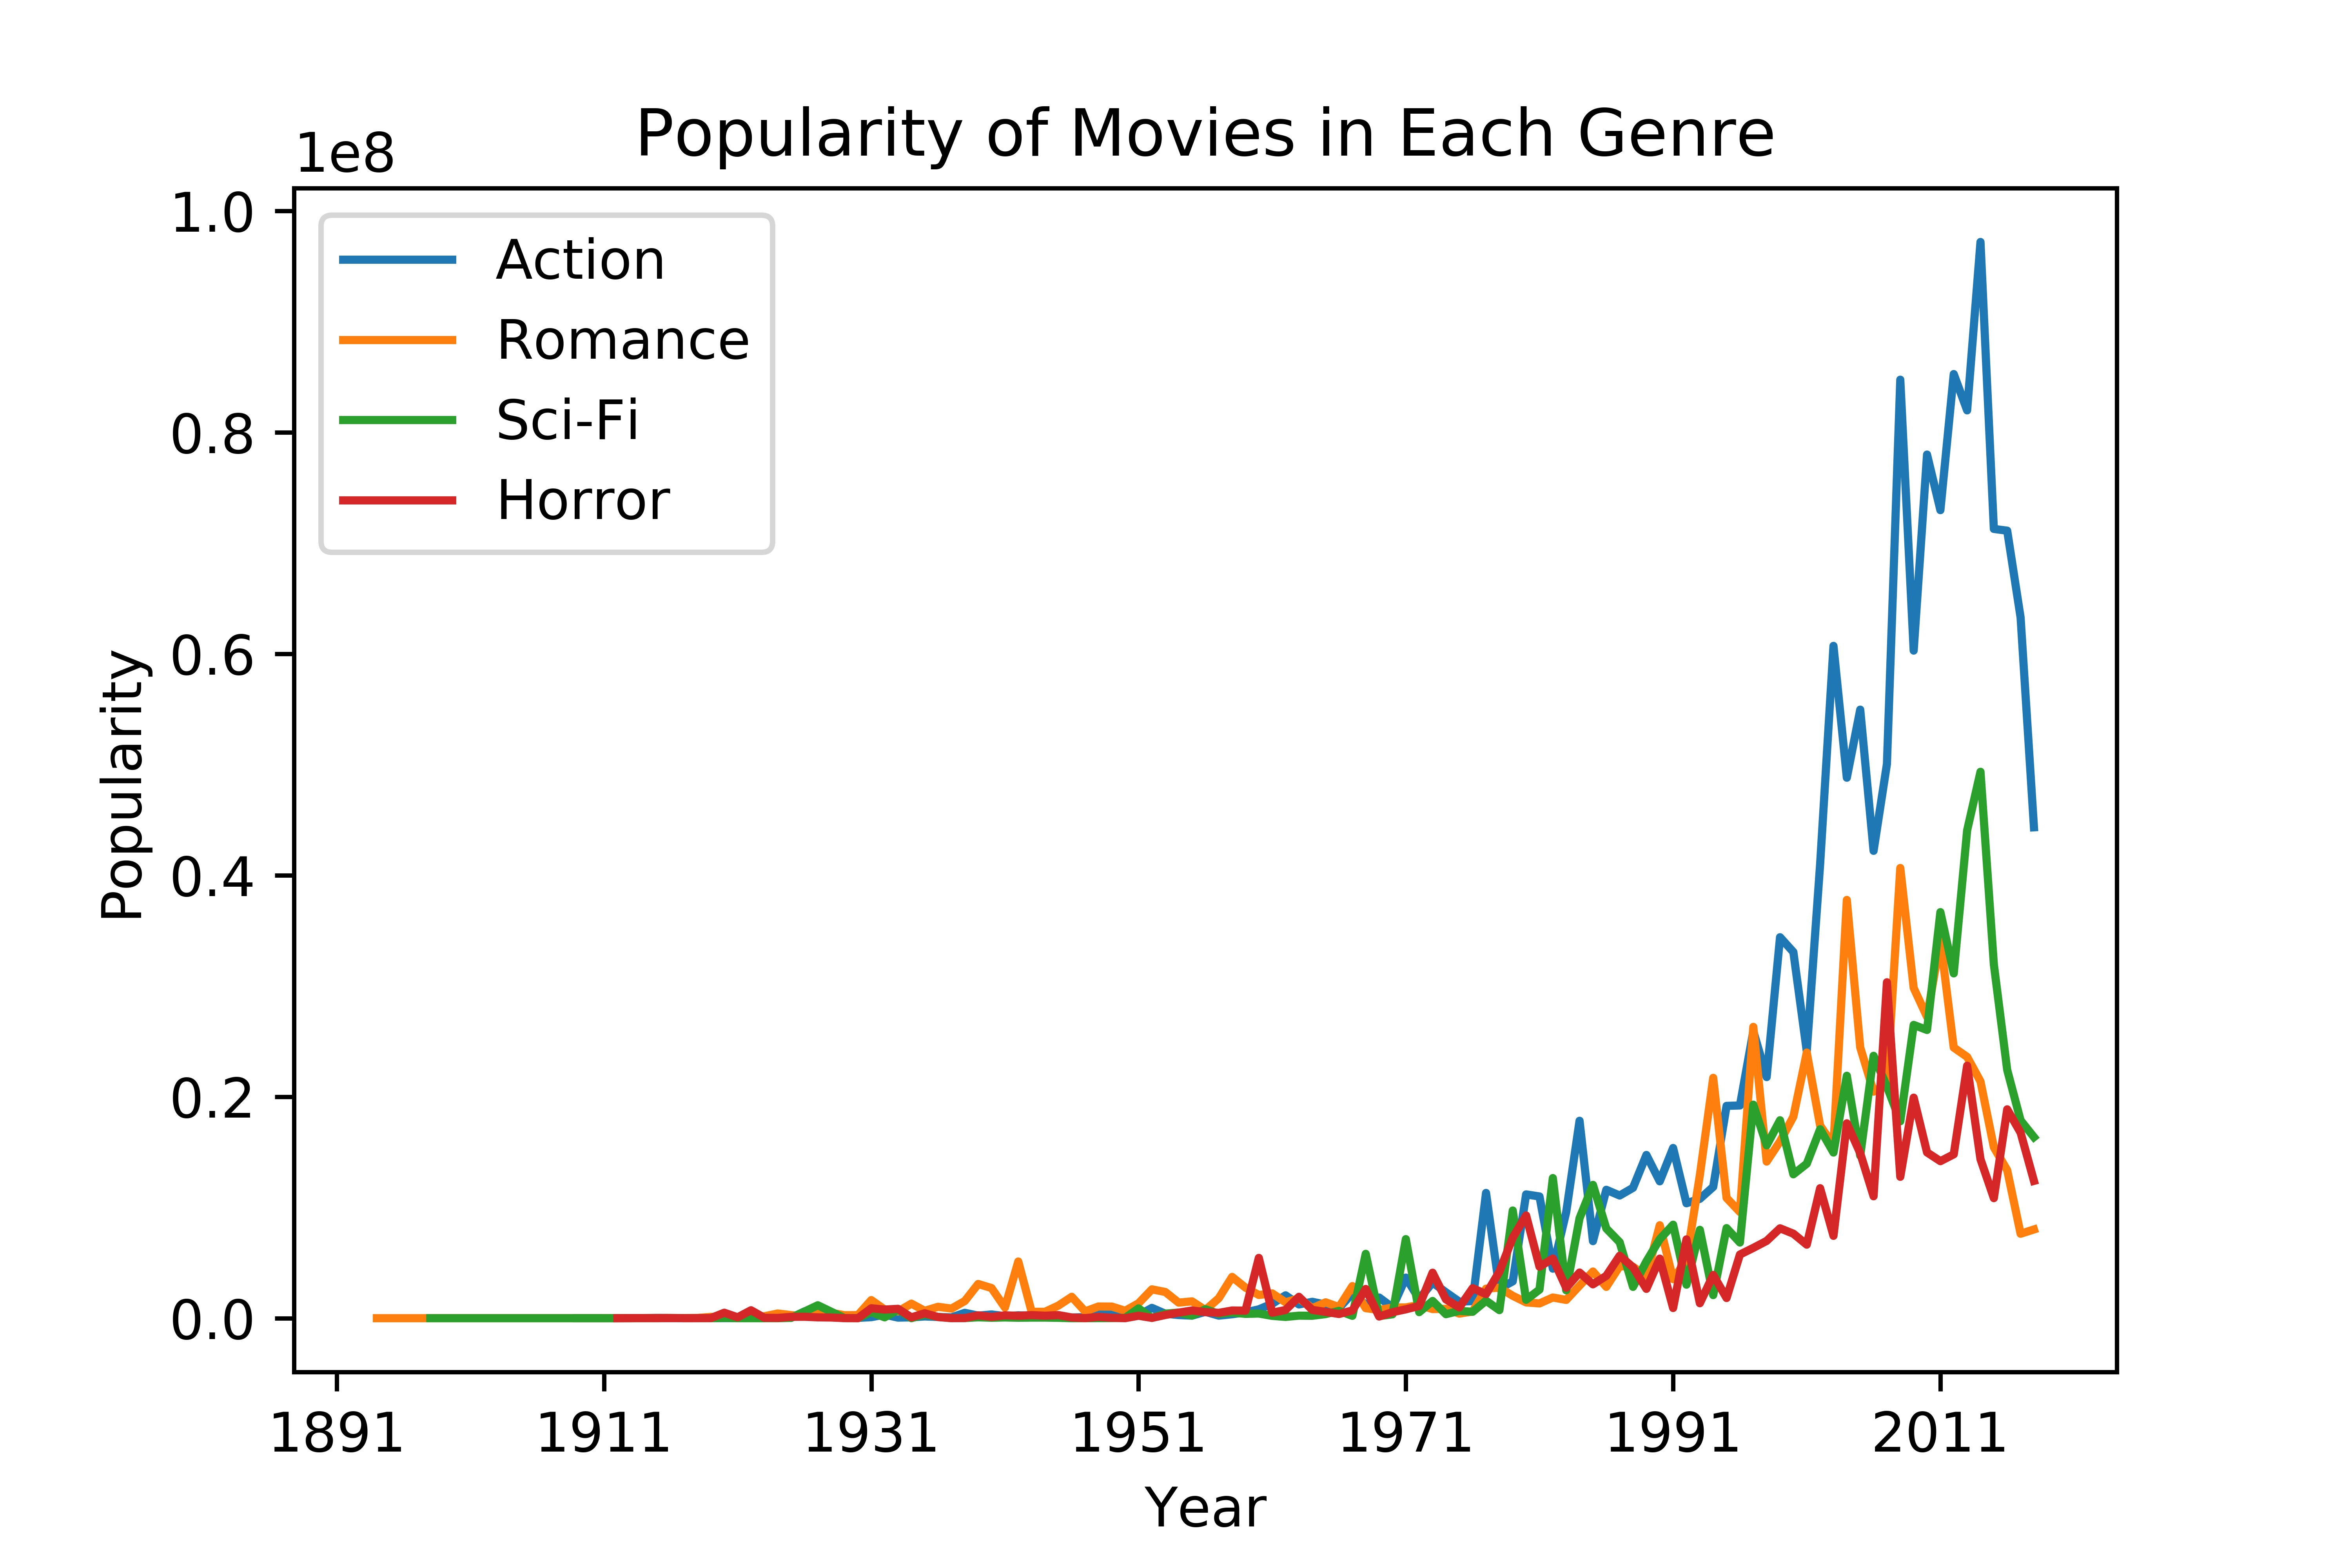 Popularity of Movies in Each Genre
1e8
1.0
0.8
0.6
0.4
0.2
0.0
Popularity
Action
Romance
Sci-Fi
Horror
1891 1911 1931 1951 1971 1991 2011
Year